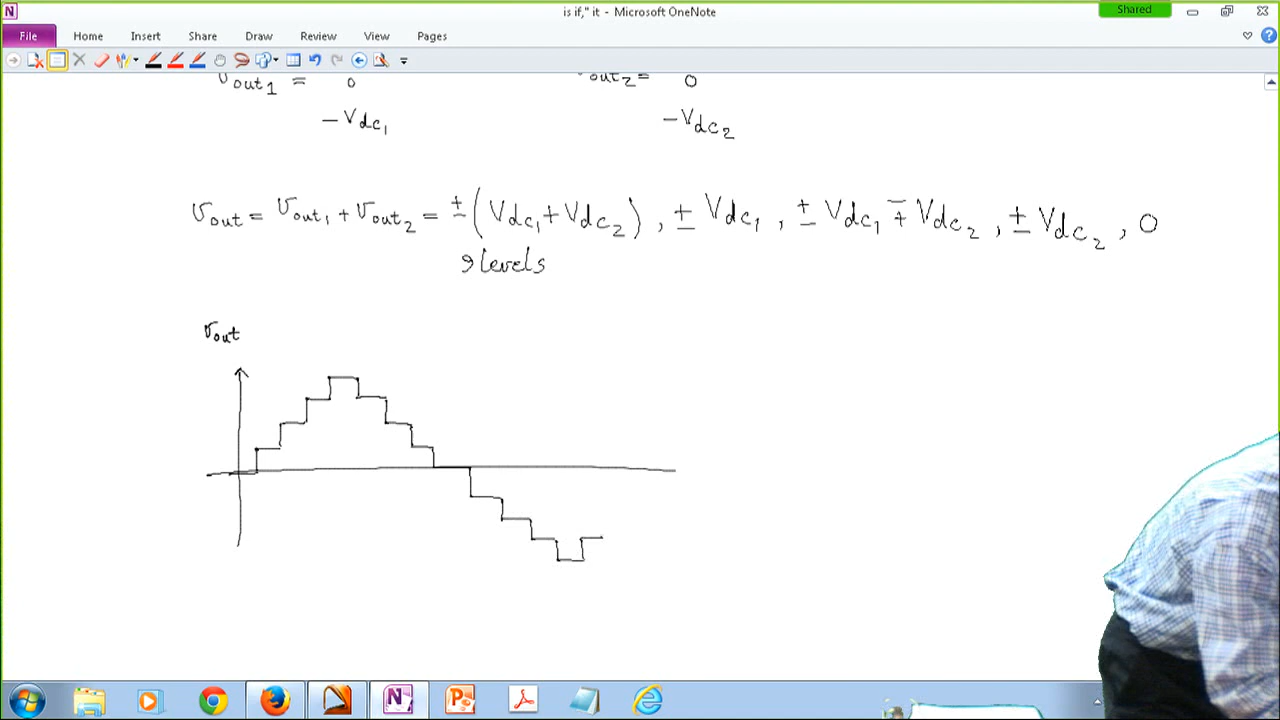 is if," it - Microsoft OneNote
Shared
File Home Insert Share Draw Review View Pages
Vout1 = 0
Vout2 = 0
-Vdc1
-Vdc2
Vout = Vout1 + Vout2 = ±(Vdc1 + Vdc2), ± Vdc1, ± Vdc1 ∓ Vdc2, ± Vdc2, 0
9 levels
Vout